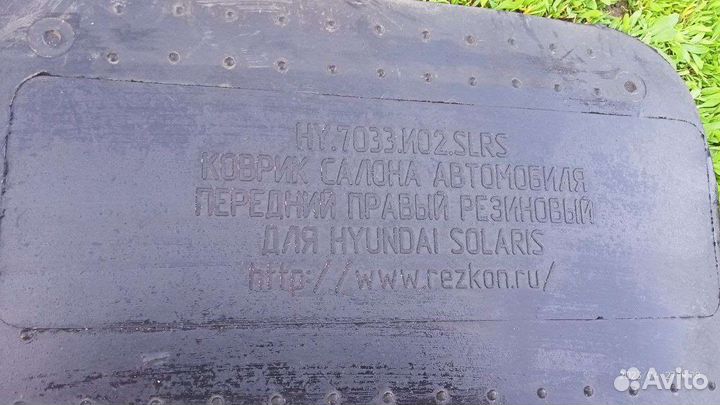 HY.7033.И02.SLRS
КОВРИК САЛОНА АВТОМОБИЛЯ
ПЕРЕДНИЙ ПРАВЫЙ РЕЗИНОВЫЙ
ДЛЯ HYUNDAI SOLARIS
http://www.rezkon.ru/
Avito